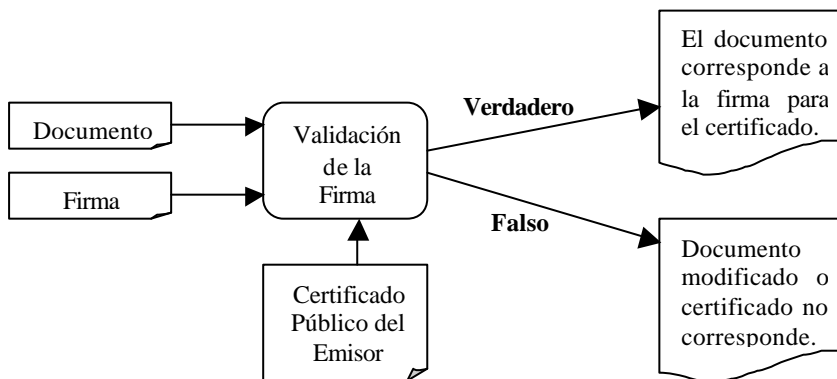 Documento
Firma
Validación
de la
Firma
Certificado
Público del
Emisor
Verdadero
Falso
El documento
corresponde a
la firma para
el certificado.
Documento
modificado o
certificado no
corresponde.